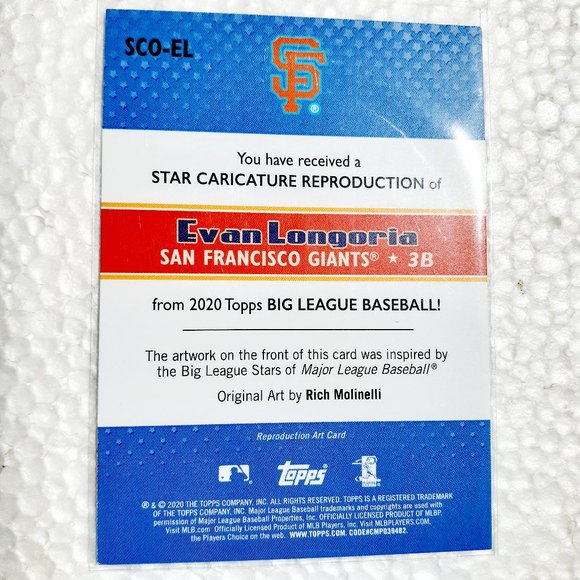 SCO-EL
SF
You have received a
STAR CARICATURE REPRODUCTION of
Evan Longoria
SAN FRANCISCO GIANTS® ★ 3B
from 2020 Topps BIG LEAGUE BASEBALL!
The artwork on the front of this card was inspired by
the Big League Stars of Major League Baseball®
Original Art by Rich Molinelli
Reproduction Art Card
TOPPS
® & © 2020 THE TOPPS COMPANY, INC. ALL RIGHTS RESERVED. TOPPS IS A REGISTERED TRADEMARK
OF THE TOPPS COMPANY, INC. Major League Baseball trademarks and copyrights are used with
permission of Major League Baseball Properties, Inc. OFFICIALLY LICENSED PRODUCT OF MLBP.
Visit MLB.com Officially Licensed Product of MLB Players, Inc. Visit MLBPLAYERS.COM,
the Players Choice on the web. WWW.TOPPS.COM. CODE#CMP039482.